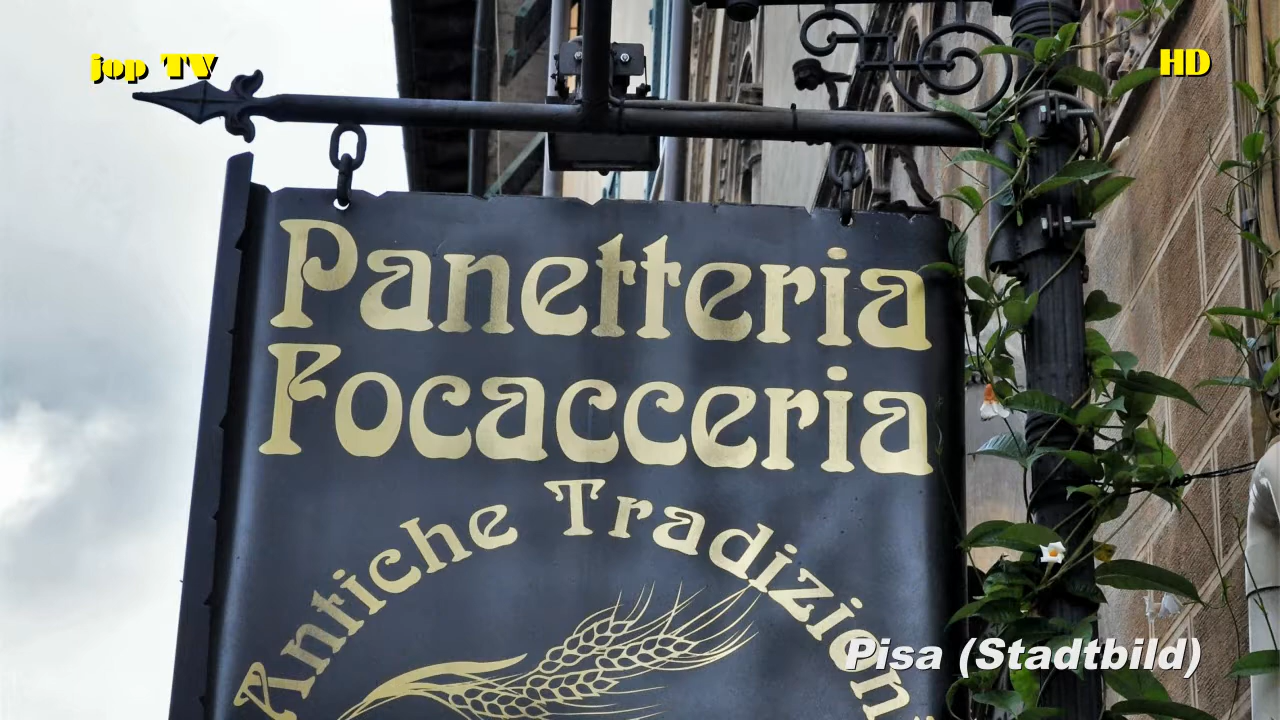 jop TV
HD
Panetteria
Focacceria
Antiche Tradizioni
Pisa (Stadtbild)